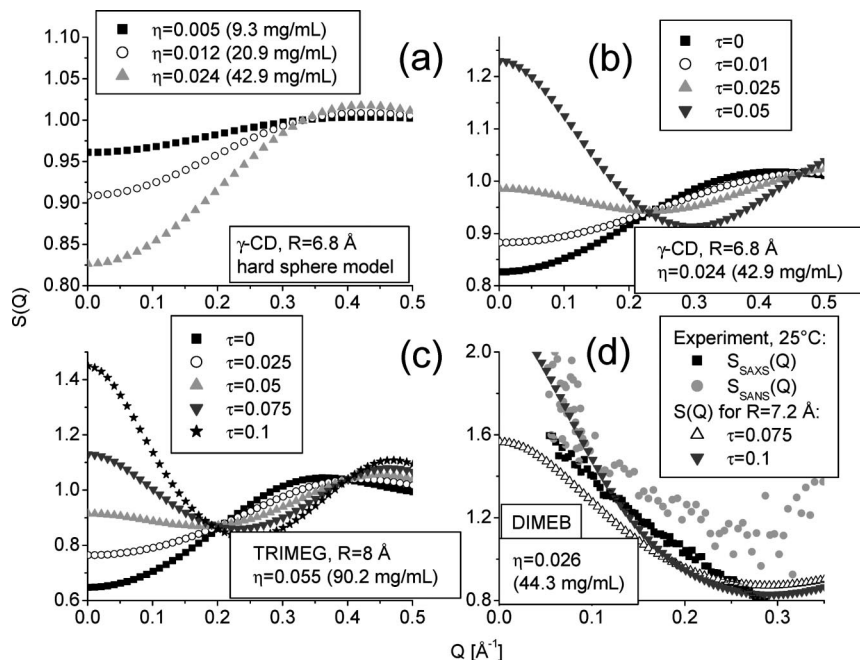 (a)
η=0.005 (9.3 mg/mL)
η=0.012 (20.9 mg/mL)
η=0.024 (42.9 mg/mL)
1.10
1.05
1.00
0.95
0.90
0.85
0.80
γ-CD, R=6.8 Å
hard sphere model
0.0 0.1 0.2 0.3 0.4 0.5
(b)
τ=0
τ=0.01
τ=0.025
τ=0.05
1.2
1.1
1.0
0.9
0.8
γ-CD, R=6.8 Å
η=0.024 (42.9 mg/mL)
0.0 0.1 0.2 0.3 0.4 0.5
S(Q)
(c)
τ=0
τ=0.025
τ=0.05
τ=0.075
τ=0.1
1.4
1.2
1.0
0.8
0.6
TRIMEG, R=8 Å
η=0.055 (90.2 mg/mL)
0.0 0.1 0.2 0.3 0.4 0.5
(d)
Experiment, 25°C:
S_SAXS(Q)
S_SANS(Q)
S(Q) for R=7.2 Å:
τ=0.075
τ=0.1
2.0
1.6
1.2
0.8
DIMEB
η=0.026
(44.3 mg/mL)
0.0 0.1 0.2 0.3
Q [Å⁻¹]